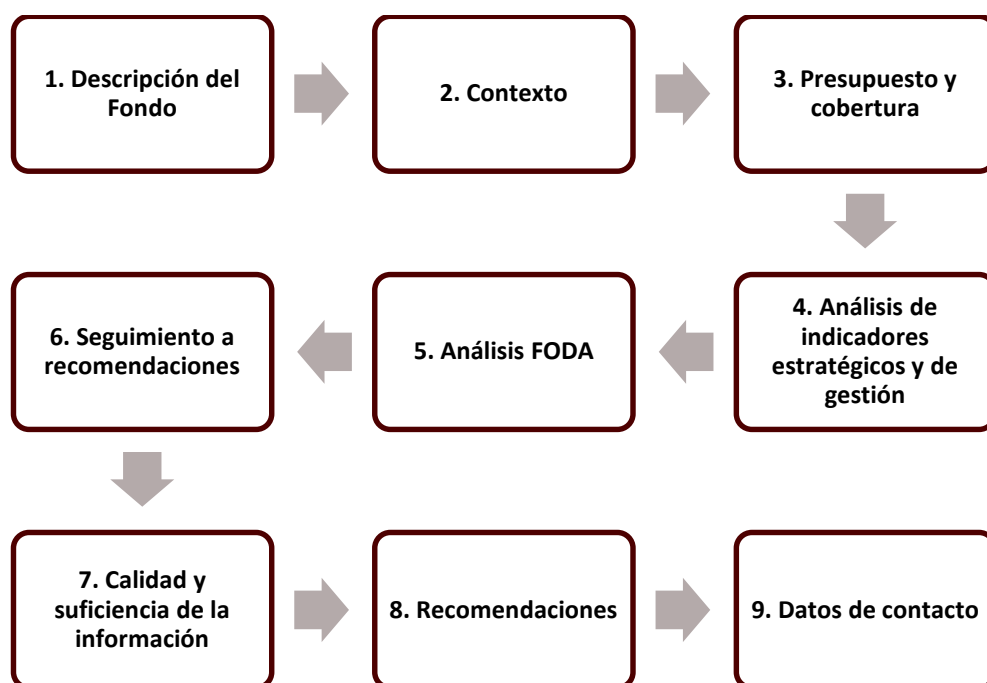 1. Descripción del
Fondo
2. Contexto
3. Presupuesto y
cobertura
4. Análisis de
indicadores
estratégicos y de
gestión
5. Análisis FODA
6. Seguimiento a
recomendaciones
7. Calidad y
suficiencia de la
información
8. Recomendaciones
9. Datos de contacto